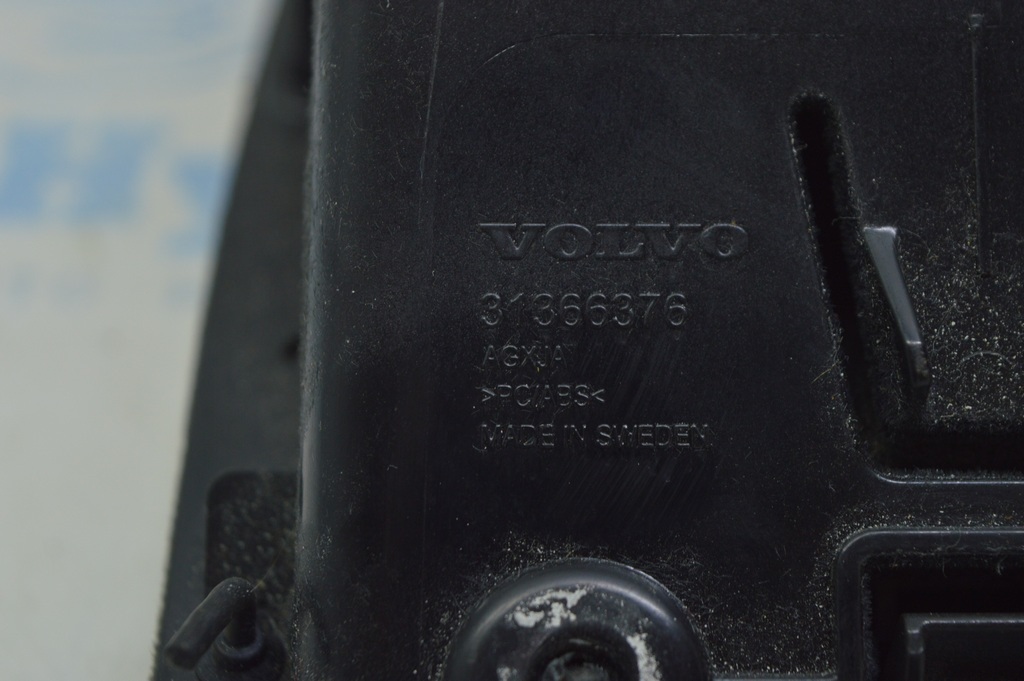 VOLVO
31366376
AGXJA
>PC/ABS<
MADE IN SWEDEN